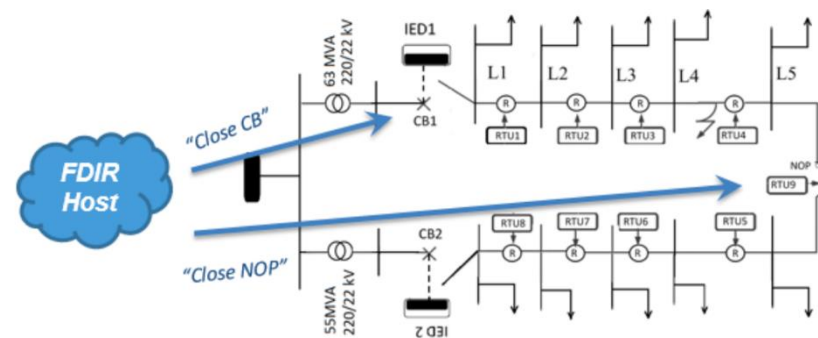 63 MVA
220/22 kV
IED1
L1
L2
L3
L4
L5
"Close CB"
CB1
RTU1
RTU2
RTU3
RTU4
R
R
R
R
FDIR
Host
NOP
RTU9
"Close NOP"
CB2
RTU8
RTU7
RTU6
RTU5
R
R
R
R
55MVA
220/22 kV
IED 2